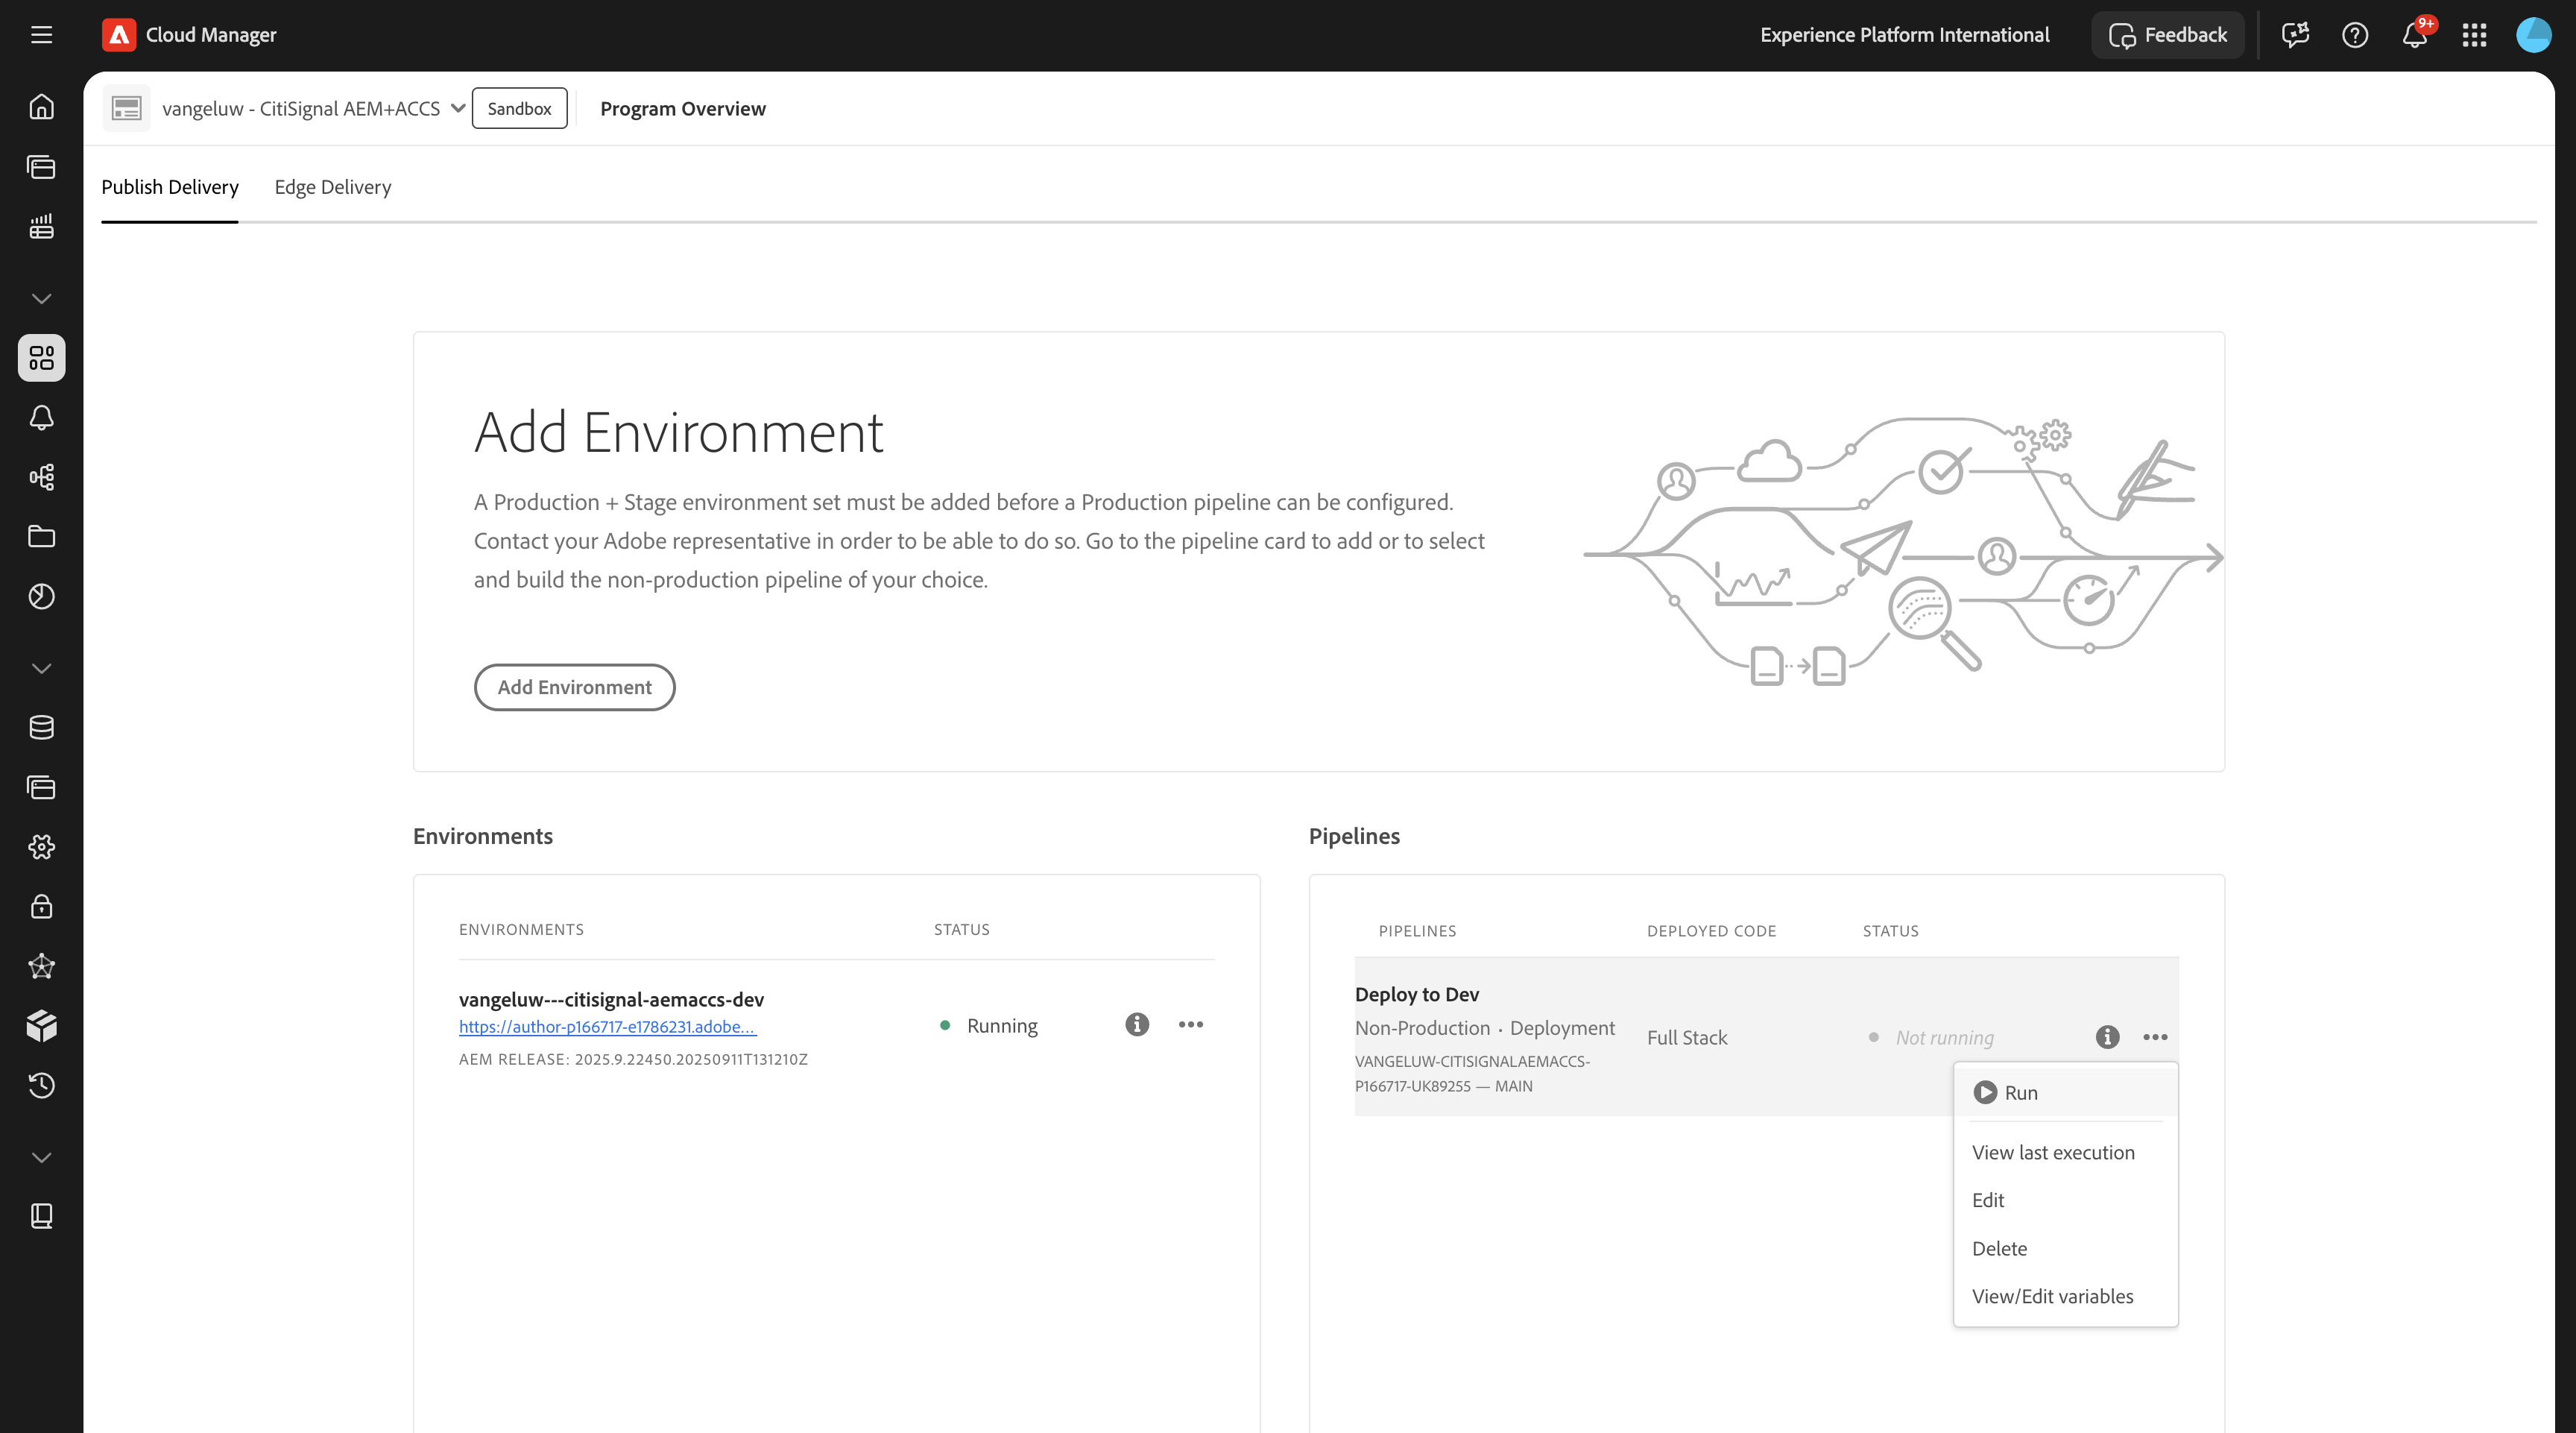 Cloud Manager
Experience Platform International
Feedback
9+
vangeluw - CitiSignal AEM+ACCS
Sandbox
Program Overview
Publish Delivery
Edge Delivery
Add Environment
A Production + Stage environment set must be added before a Production pipeline can be configured.
Contact your Adobe representative in order to be able to do so. Go to the pipeline card to add or to select
and build the non-production pipeline of your choice.
Add Environment
Environments
ENVIRONMENTS
STATUS
vangeluw---citisignal-aemaccs-dev
https://author-p166717-e1786231.adobe...
Running
AEM RELEASE: 2025.9.22450.20250911T131210Z
Pipelines
PIPELINES
DEPLOYED CODE
STATUS
Deploy to Dev
Non-Production · Deployment
VANGELUW-CITISIGNALAEMACCS-
P166717-UK89255 — MAIN
Full Stack
Not running
Run
View last execution
Edit
Delete
View/Edit variables